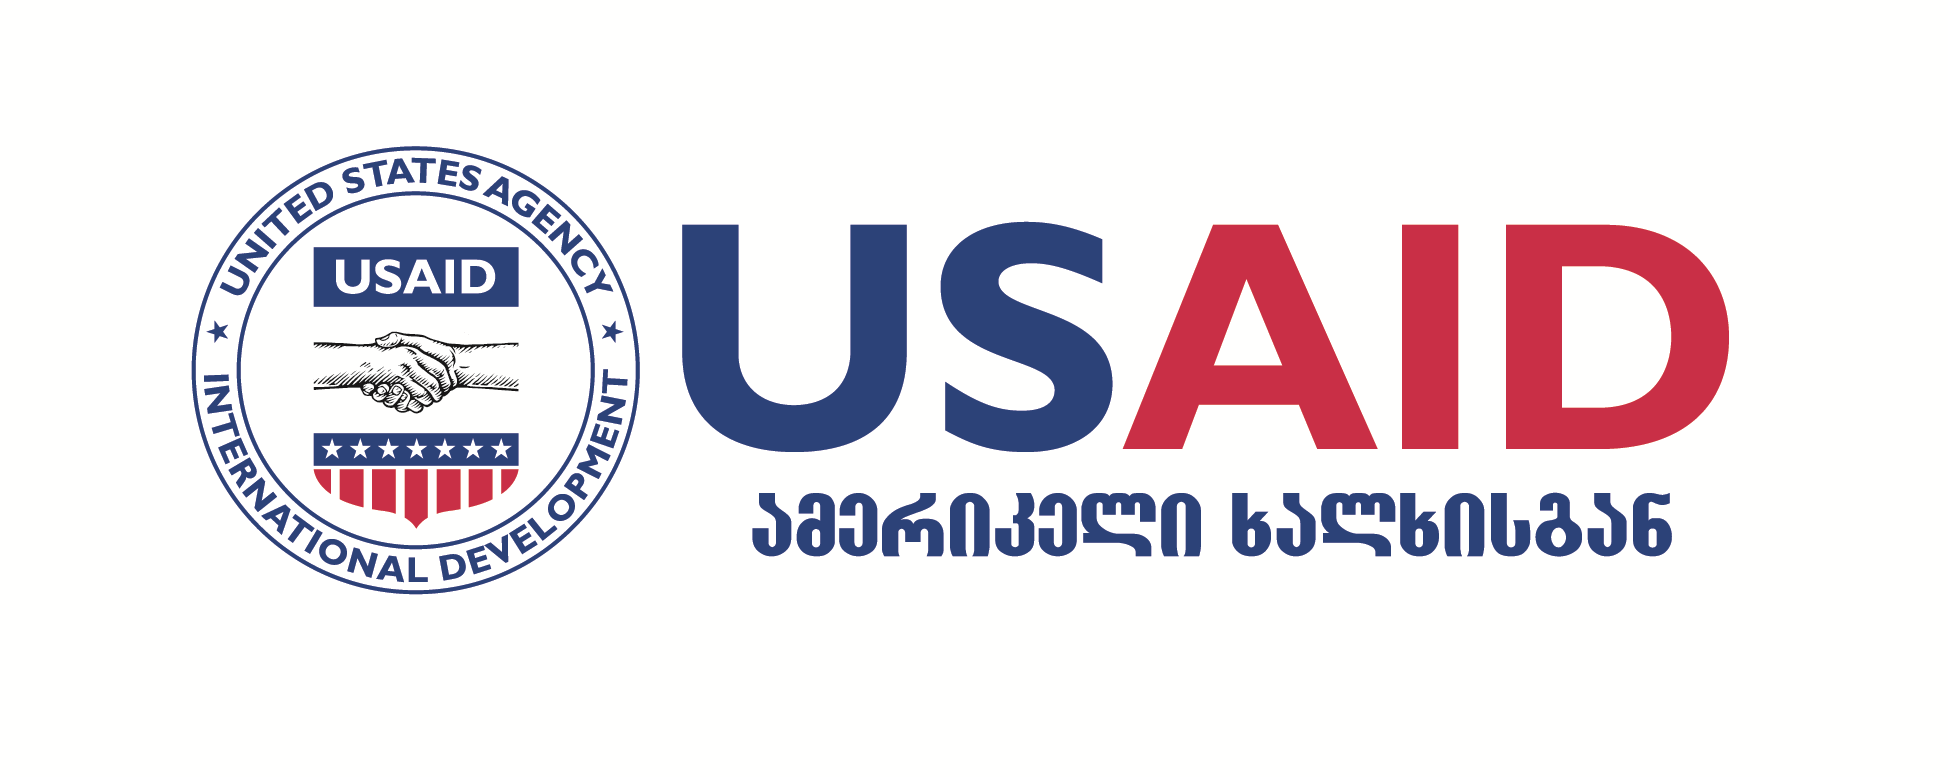 UNITED STATES AGENCY
USAID
INTERNATIONAL DEVELOPMENT
USAID
ამერიკელი ხალხისგან